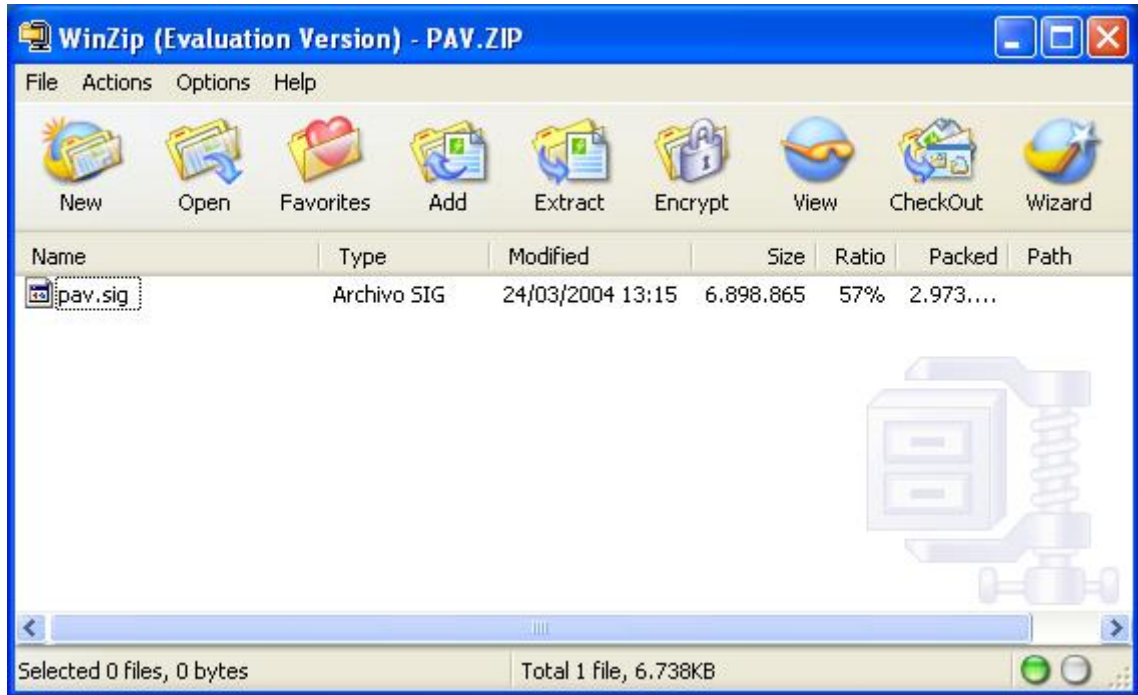 WinZip (Evaluation Version) - PAV.ZIP
File Actions Options Help
New Open Favorites Add Extract Encrypt View CheckOut Wizard
Name Type Modified Size Ratio Packed Path
pav.sig Archivo SIG 24/03/2004 13:15 6.898.865 57% 2.973....
Selected 0 files, 0 bytes Total 1 file, 6.738KB